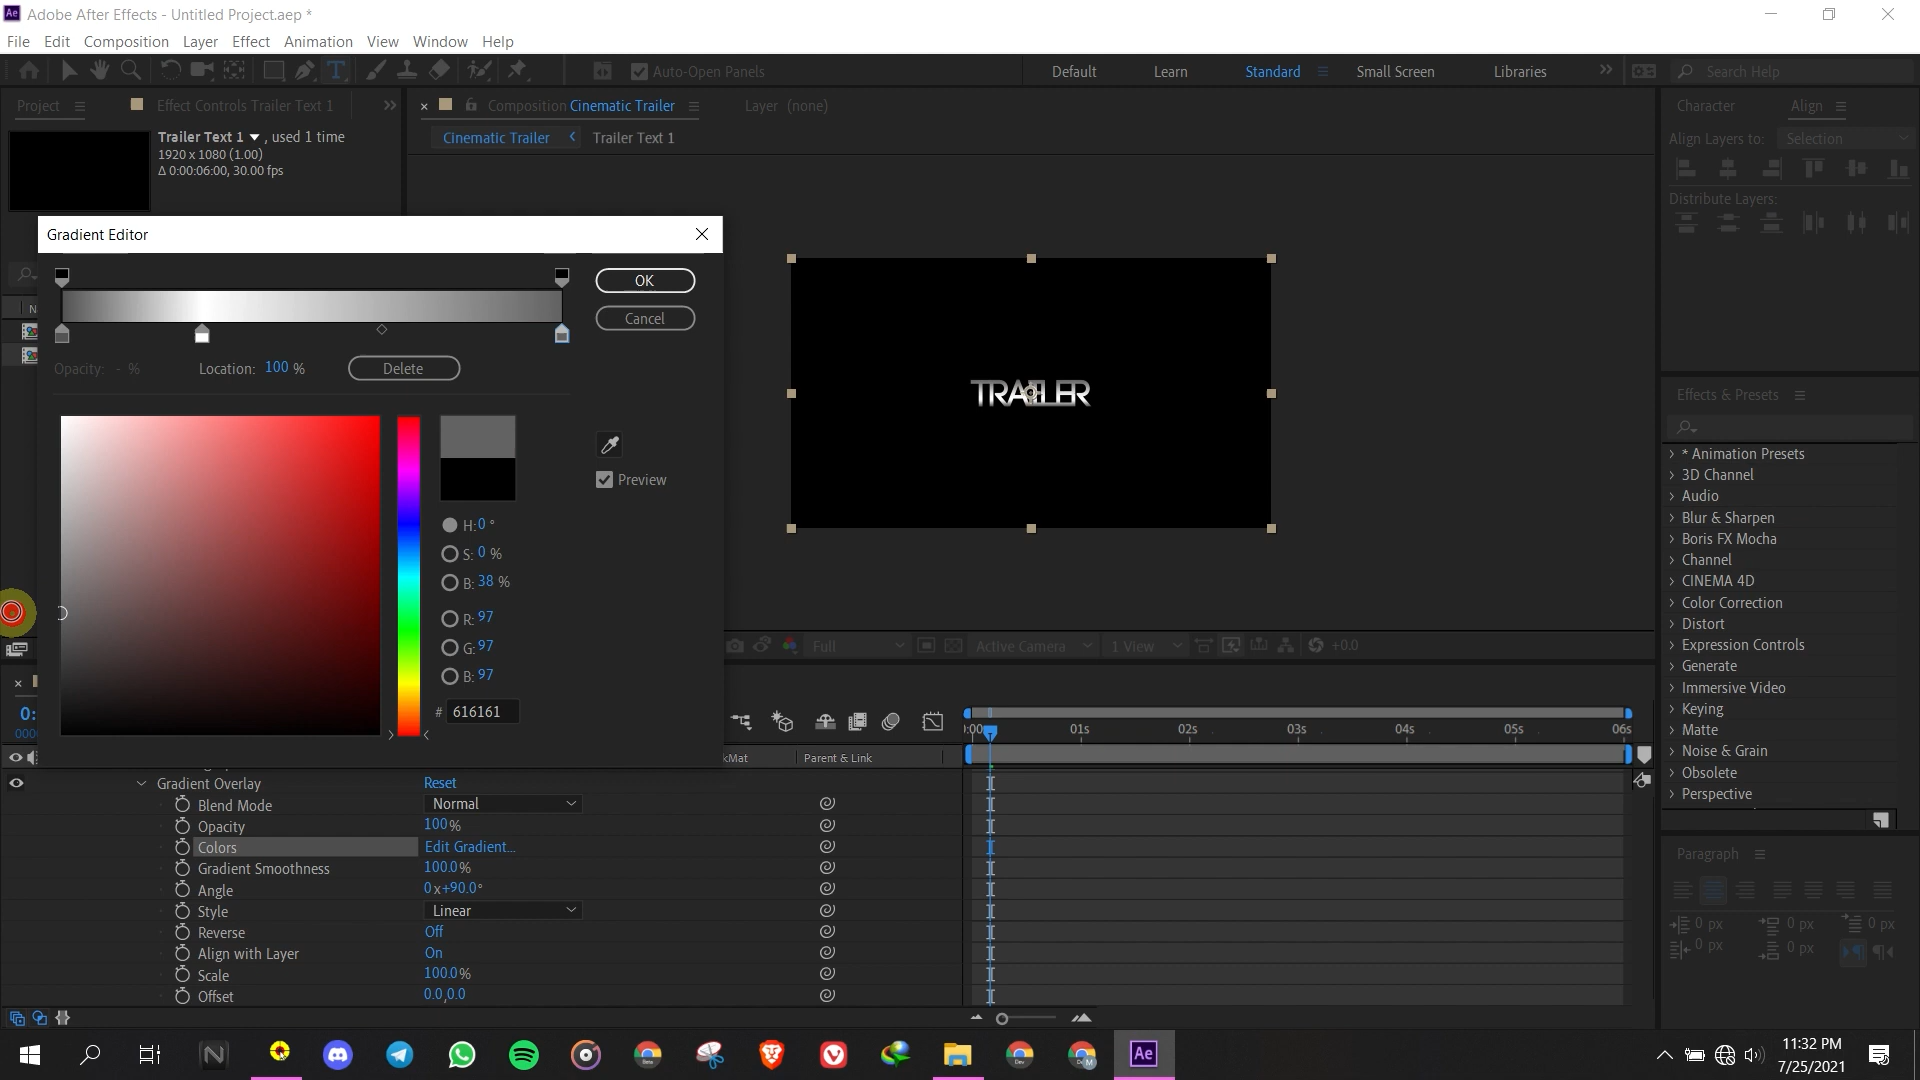 Ae Adobe After Effects - Untitled Project.aep *
File Edit Composition Layer Effect Animation View Window Help
Auto-Open Panels Default Learn Standard Small Screen Libraries Search Help
Project Effect Controls Trailer Text 1 Composition Cinematic Trailer Layer (none) Character Align
Trailer Text 1 , used 1 time
1920 x 1080 (1.00)
Δ 0:00:06:00, 30.00 fps
Cinematic Trailer Trailer Text 1
Align Layers to: Selection
Distribute Layers:
Gradient Editor
OK
Cancel
N
Opacity: - % Location: 100 % Delete
Preview
H: 0 °
S: 0 %
B: 38 %
R: 97
G: 97
B: 97
# 616161
TRAILER
Full Active Camera 1 View +0.0
Effects & Presets
* Animation Presets
3D Channel
Audio
Blur & Sharpen
Boris FX Mocha
Channel
CINEMA 4D
Color Correction
Distort
Expression Controls
Generate
Immersive Video
Keying
Matte
Noise & Grain
Obsolete
Perspective
Paragraph
0 px 0 px 0 px
0 px 0 px
0:
:00 01s 02s 03s 04s 05s 06s
kMat Parent & Link
Gradient Overlay Reset
Blend Mode Normal
Opacity 100%
Colors Edit Gradient...
Gradient Smoothness 100.0%
Angle 0x+90.0°
Style Linear
Reverse Off
Align with Layer On
Scale 100.0%
Offset 0.0,0.0
Ae
11:32 PM
7/25/2021